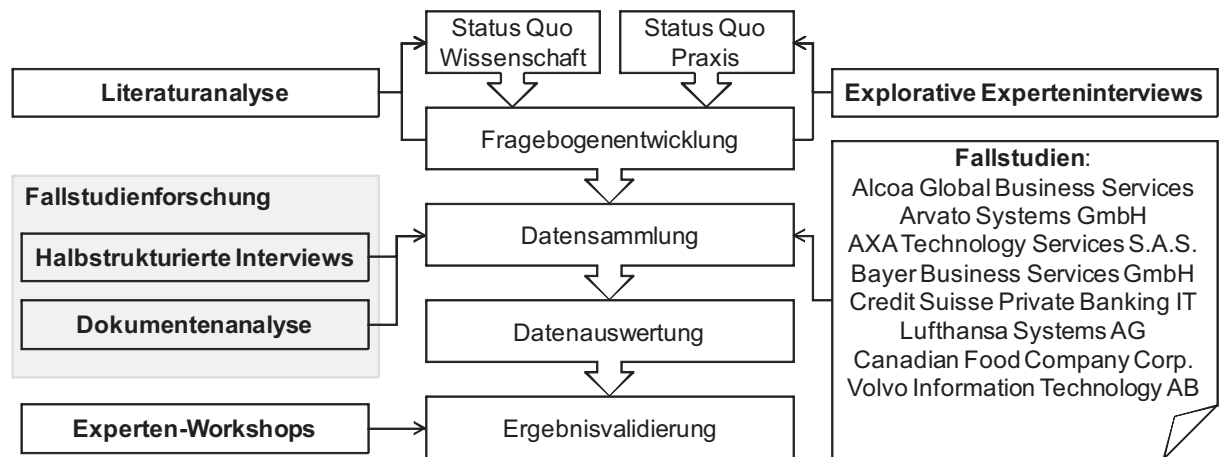 Status Quo
Wissenschaft
Status Quo
Praxis
Literaturanalyse
Explorative Experteninterviews
Fragebogenentwicklung
Fallstudienforschung
Halbstrukturierte Interviews
Dokumentenanalyse
Datensammlung
Datenauswertung
Fallstudien:
Alcoa Global Business Services
Arvato Systems GmbH
AXA Technology Services S.A.S.
Bayer Business Services GmbH
Credit Suisse Private Banking IT
Lufthansa Systems AG
Canadian Food Company Corp.
Volvo Information Technology AB
Experten-Workshops
Ergebnisvalidierung